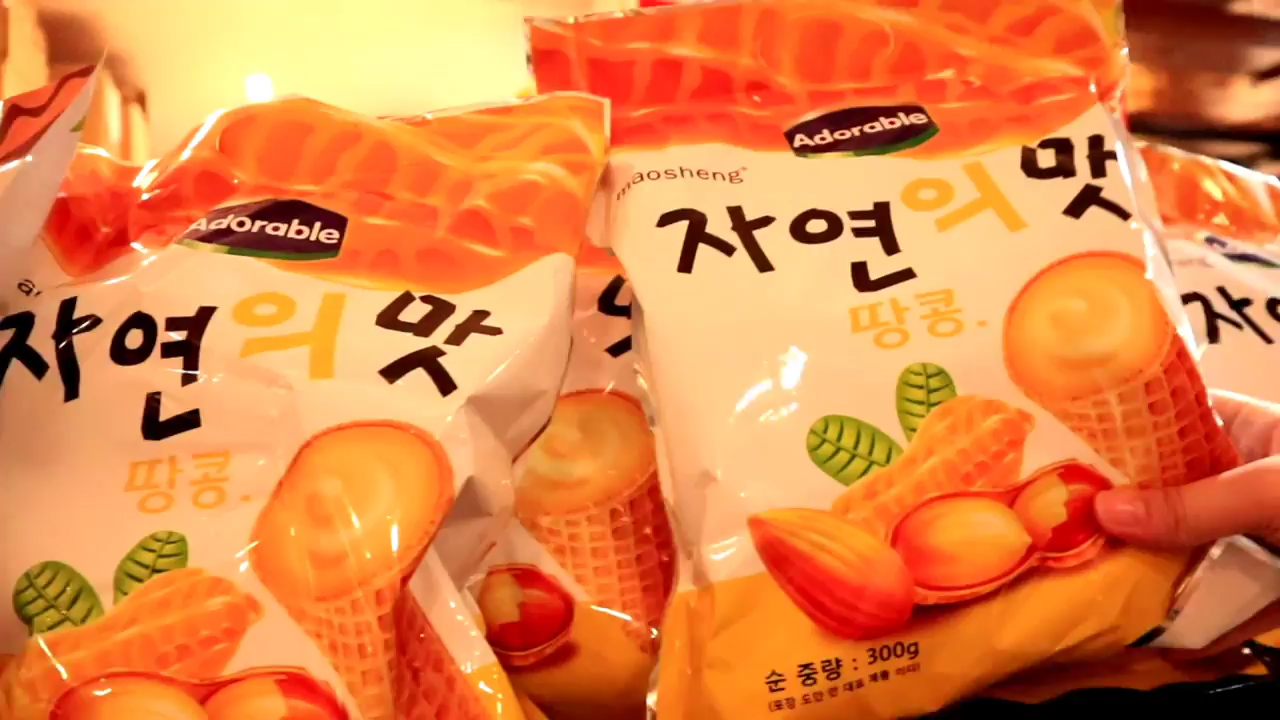 Adorable
자연의 맛
땅콩.
Adorable
maosheng
자연의 맛
땅콩.
순 중량 : 300g
자